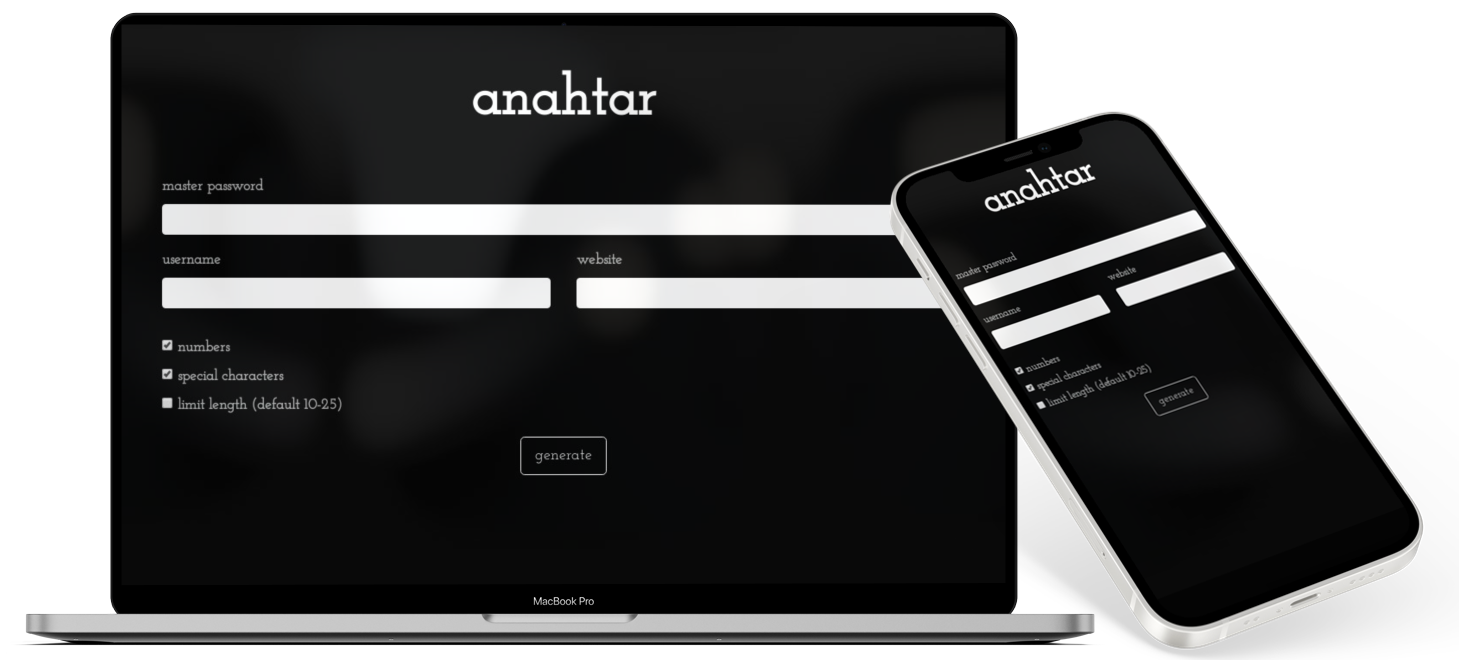 anahtar
master password
username website
numbers
special characters
limit length (default 10-25)
generate
MacBook Pro
anahtar
master password
username website
numbers
special characters
limit length (default 10-25)
generate